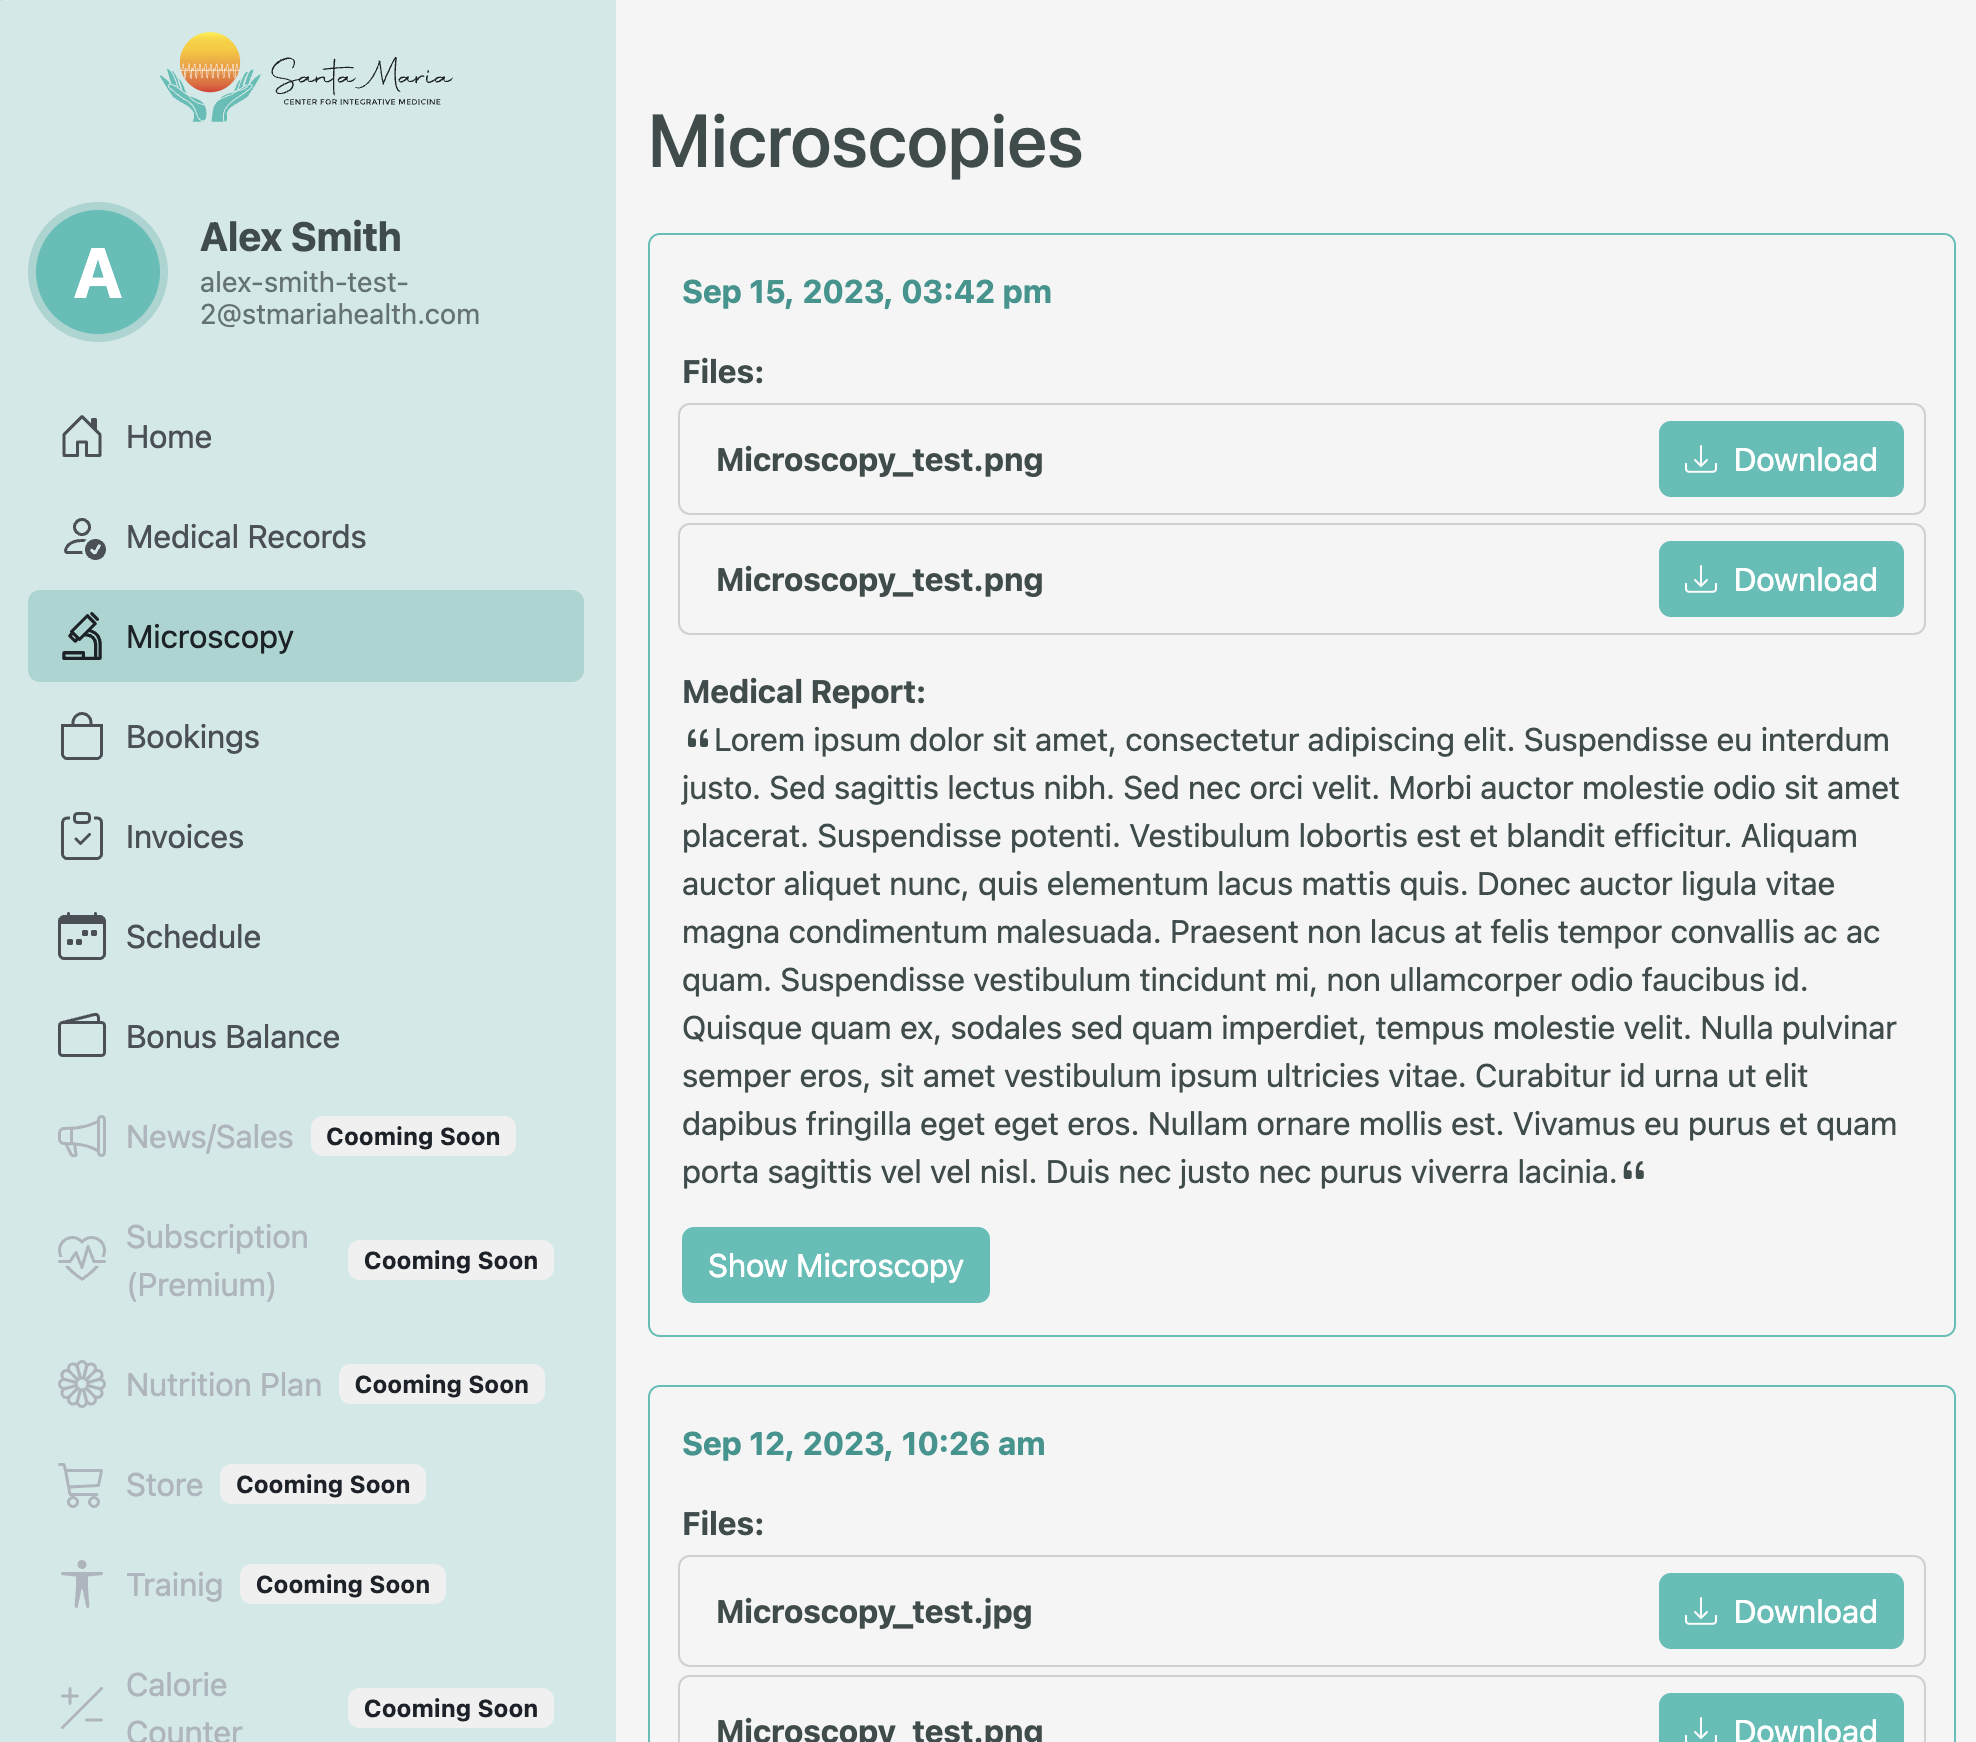 Santa Maria
CENTER FOR INTEGRATIVE MEDICINE
A
Alex Smith
alex-smith-test-
2@stmariahealth.com
Home
Medical Records
Microscopy
Bookings
Invoices
Schedule
Bonus Balance
News/Sales Cooming Soon
Subscription
(Premium)
Cooming Soon
Nutrition Plan Cooming Soon
Store Cooming Soon
Trainig Cooming Soon
Calorie
Counter
Cooming Soon
Microscopies
Sep 15, 2023, 03:42 pm
Files:
Microscopy_test.png Download
Microscopy_test.png Download
Medical Report:
“Lorem ipsum dolor sit amet, consectetur adipiscing elit. Suspendisse eu interdum
justo. Sed sagittis lectus nibh. Sed nec orci velit. Morbi auctor molestie odio sit amet
placerat. Suspendisse potenti. Vestibulum lobortis est et blandit efficitur. Aliquam
auctor aliquet nunc, quis elementum lacus mattis quis. Donec auctor ligula vitae
magna condimentum malesuada. Praesent non lacus at felis tempor convallis ac ac
quam. Suspendisse vestibulum tincidunt mi, non ullamcorper odio faucibus id.
Quisque quam ex, sodales sed quam imperdiet, tempus molestie velit. Nulla pulvinar
semper eros, sit amet vestibulum ipsum ultricies vitae. Curabitur id urna ut elit
dapibus fringilla eget eget eros. Nullam ornare mollis est. Vivamus eu purus et quam
porta sagittis vel vel nisl. Duis nec justo nec purus viverra lacinia.“
Show Microscopy
Sep 12, 2023, 10:26 am
Files:
Microscopy_test.jpg Download
Microscopy_test.png Download